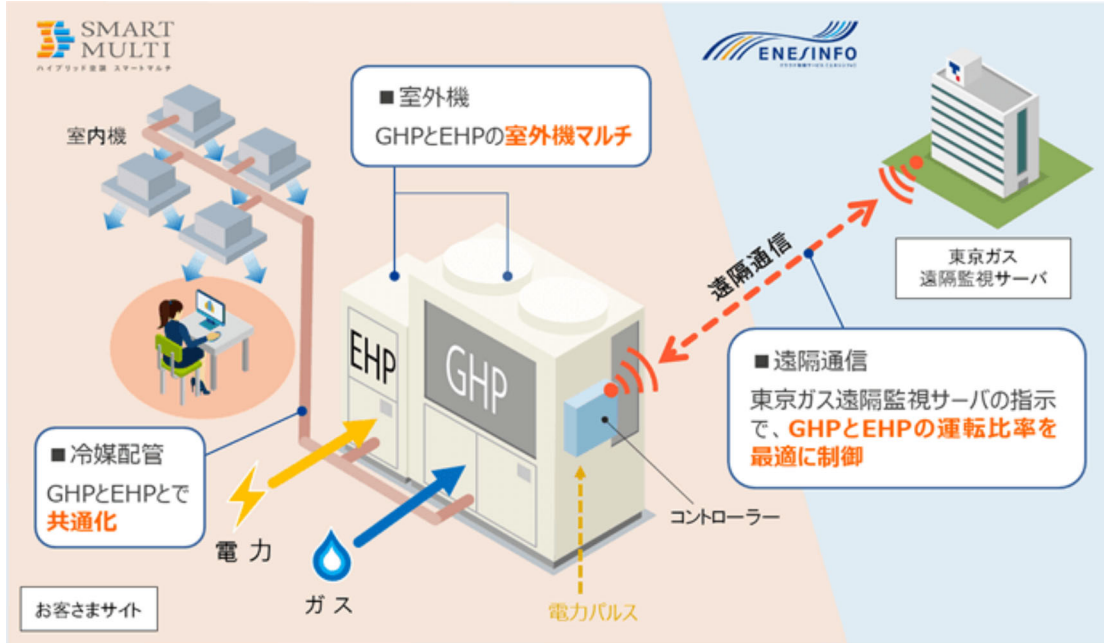 SMART
MULTI
ハイブリッド空調 スマートマルチ
ENESINFO
室内機
■室外機
GHPとEHPの室外機マルチ
T
東京ガス
遠隔監視サーバ
遠隔通信
■遠隔通信
東京ガス遠隔監視サーバの指示
で、GHPとEHPの運転比率を
最適に制御
EHP
GHP
■冷媒配管
GHPとEHPとで
共通化
電力
ガス
コントローラー
電力パルス
お客さまサイト